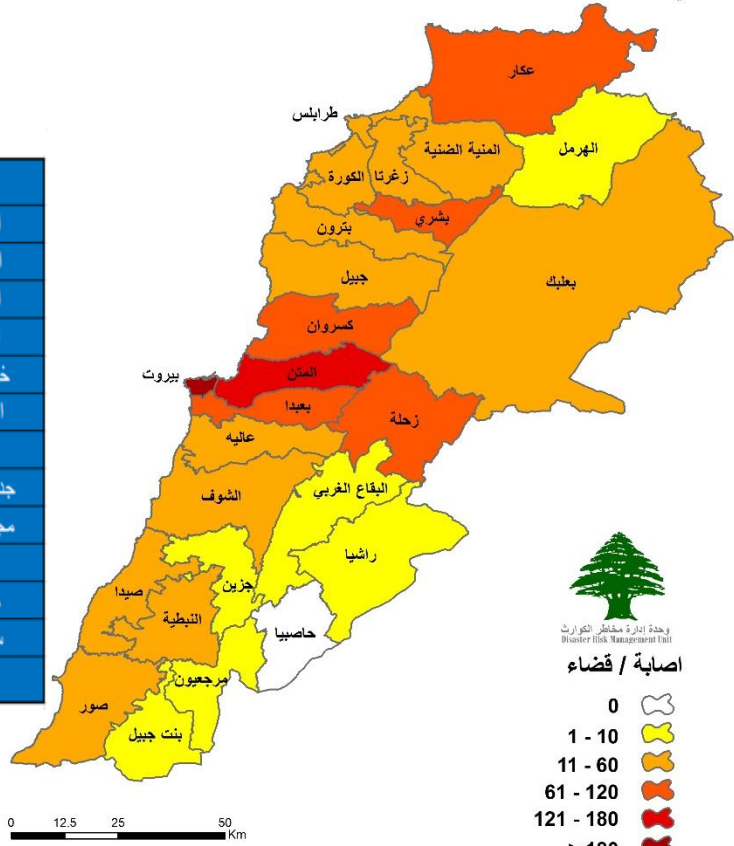 عكار
طرابلس
المنية الضنية
الهرمل
زغرتا
الكورة
بشري
بترون
جبيل
بعلبك
كسروان
المتن
بيروت
بعبدا
زحلة
عاليه
البقاع الغربي
الشوف
راشيا
جزين
صيدا
النبطية
حاصبيا
مرجعيون
صور
بنت جبيل
وحدة إدارة مخاطر الكوارث
Disaster Risk Management Unit
اصابة / قضاء
0
1 - 10
11 - 60
61 - 120
121 - 180
0 12.5 25 50
Km